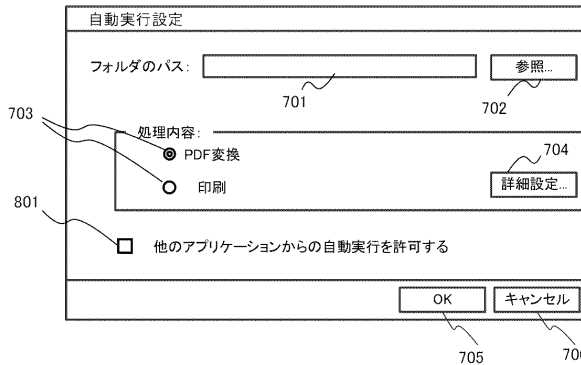 自動実行設定
フォルダのパス:
参照...
701
702
703
処理内容:
PDF変換
704
印刷
詳細設定...
801
他のアプリケーションからの自動実行を許可する
OK
キャンセル
705